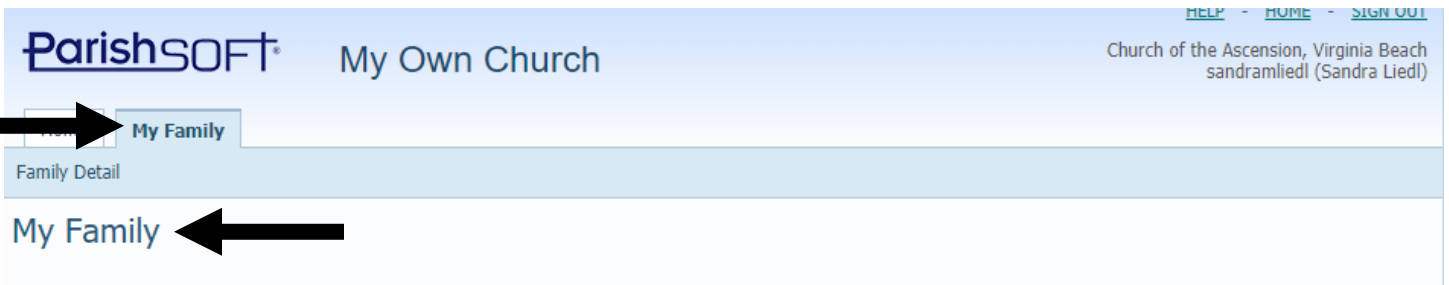 HELP - HOME - SIGN OUT
ParishSOFT
My Own Church
Church of the Ascension, Virginia Beach
sandramliedl (Sandra Liedl)
My Family
Family Detail
My Family